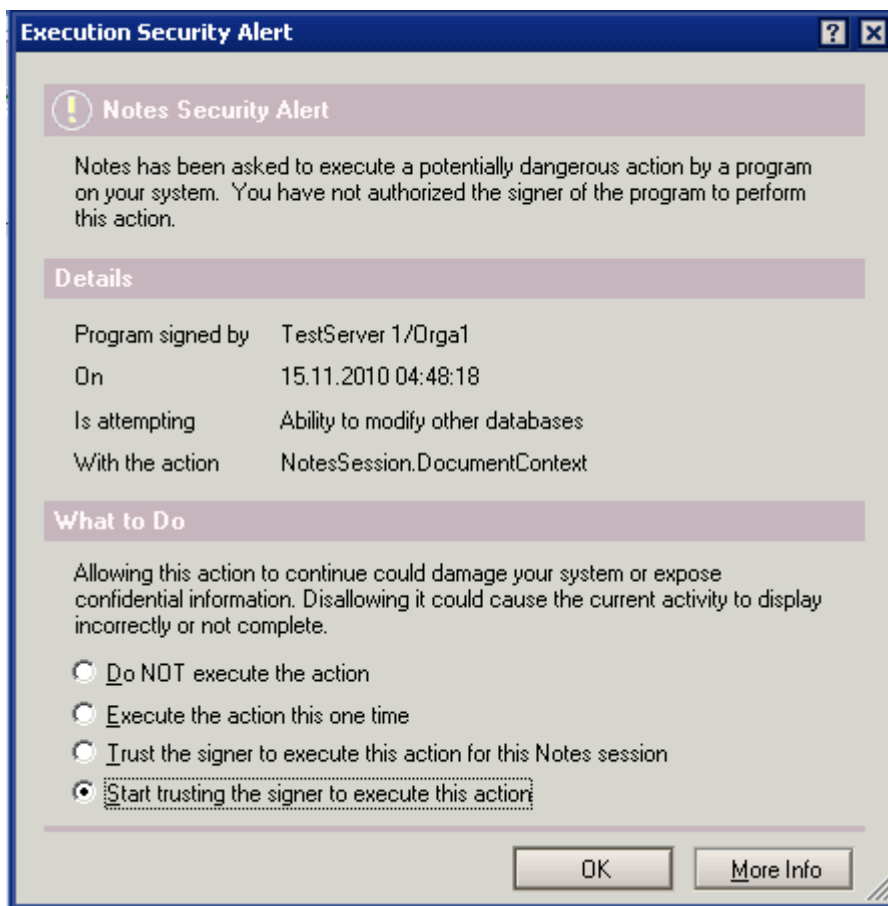 Execution Security Alert
Notes Security Alert
Notes has been asked to execute a potentially dangerous action by a program
on your system. You have not authorized the signer of the program to perform
this action.
Details
Program signed by TestServer 1/Orga1
On 15.11.2010 04:48:18
Is attempting Ability to modify other databases
With the action NotesSession.DocumentContext
What to Do
Allowing this action to continue could damage your system or expose
confidential information. Disallowing it could cause the current activity to display
incorrectly or not complete.
Do NOT execute the action
Execute the action this one time
Trust the signer to execute this action for this Notes session
Start trusting the signer to execute this action
OK More Info